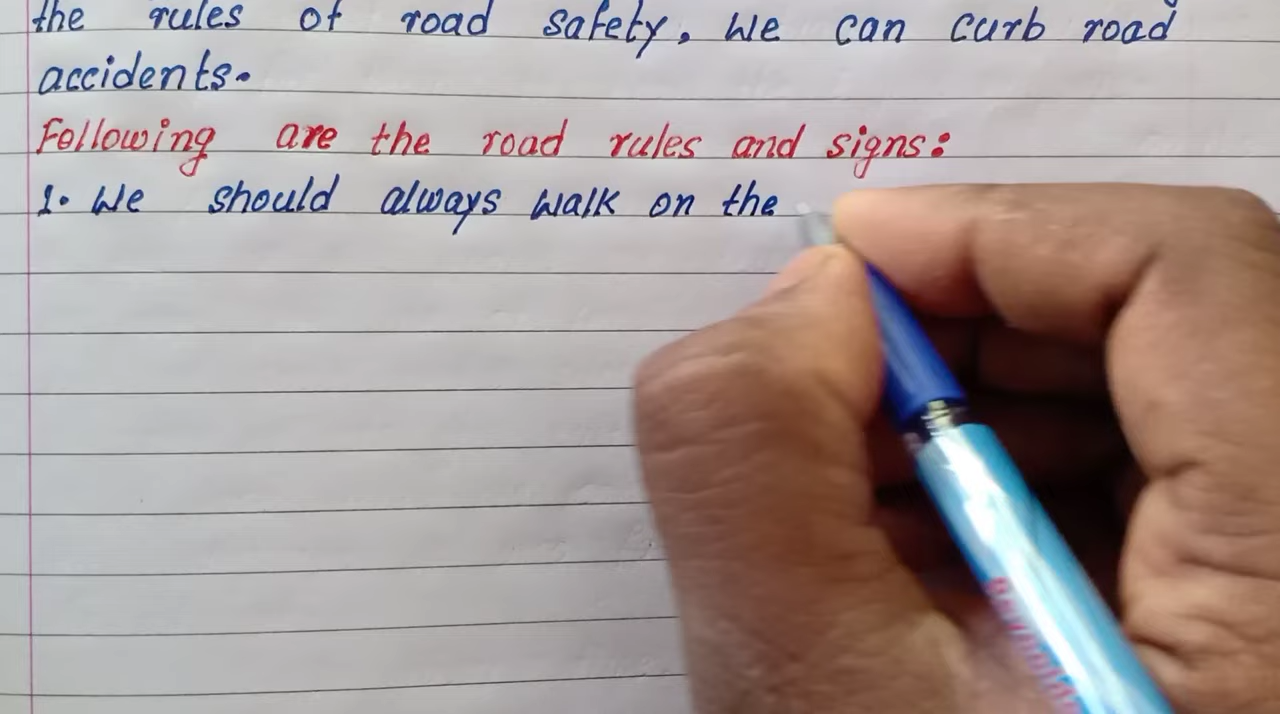 the rules of road safety, We can curb road
accidents.
Following are the road rules and signs:
1. We should always walk on the
Reynolds